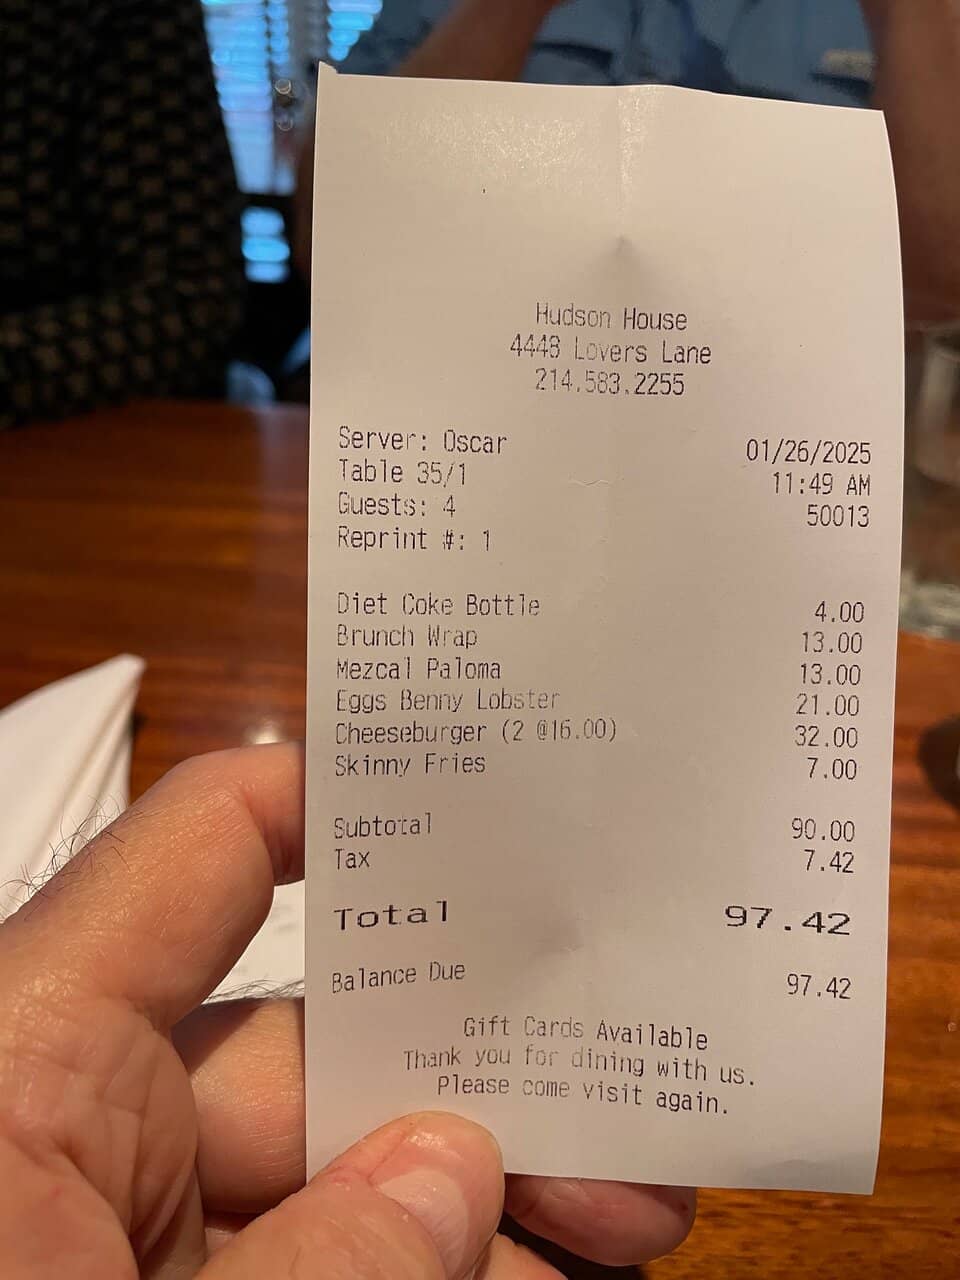 Hudson House
4448 Lovers Lane
214.583.2255
Server: Oscar 01/26/2025
Table 35/1 11:49 AM
Guests: 4 50013
Reprint #: 1
Diet Coke Bottle 4.00
Brunch Wrap 13.00
Mezcal Paloma 13.00
Eggs Benny Lobster 21.00
Cheeseburger (2 @16.00) 32.00
Skinny Fries 7.00
Subtotal 90.00
Tax 7.42
Total 97.42
Balance Due 97.42
Gift Cards Available
Thank you for dining with us.
Please come visit again.